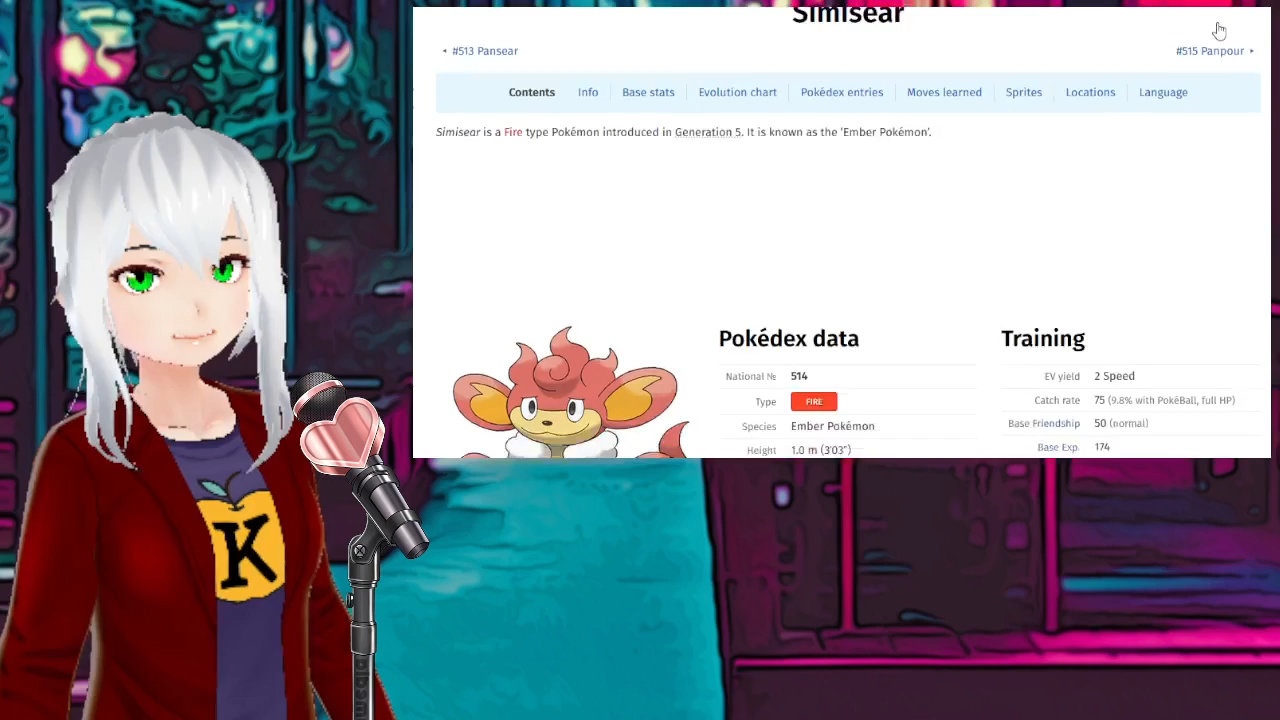 Simisear
#513 Pansear
#515 Panpour
Contents Info Base stats Evolution chart Pokédex entries Moves learned Sprites Locations Language
Simisear is a Fire type Pokémon introduced in Generation 5. It is known as the 'Ember Pokémon'.
Pokédex data
National № 514
Type FIRE
Species Ember Pokémon
Height 1.0 m (3′03″)
Training
EV yield 2 Speed
Catch rate 75 (9.8% with PokéBall, full HP)
Base Friendship 50 (normal)
Base Exp. 174
K